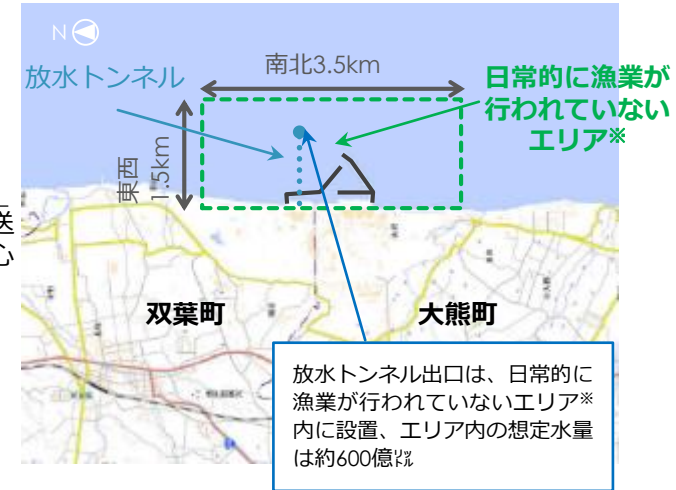 N
放水トンネル
南北3.5km
日常的に漁業が
行われていない
エリア※
東西
1.5km
送
心
双葉町
大熊町
放水トンネル出口は、日常的に
漁業が行われていないエリア※
内に設置、エリア内の想定水量
は約600億㍑